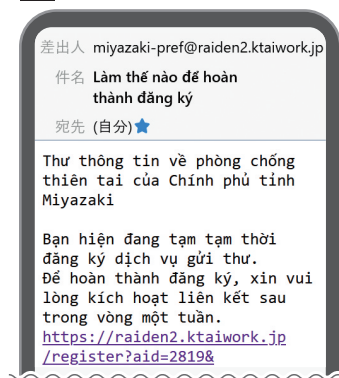 差出人 miyazaki-pref@raiden2.ktaiwork.jp
件名 Làm thế nào để hoàn
thành đăng ký
宛先 (自分)
Thư thông tin về phòng chống
thiên tai của Chính phủ tỉnh
Miyazaki
Bạn hiện đang tạm tạm thời
đăng ký dịch vụ gửi thư.
Để hoàn thành đăng ký, xin vui
lòng kích hoạt liên kết sau
trong vòng một tuần.
https://raiden2.ktaiwork.jp
/register?aid=2819&